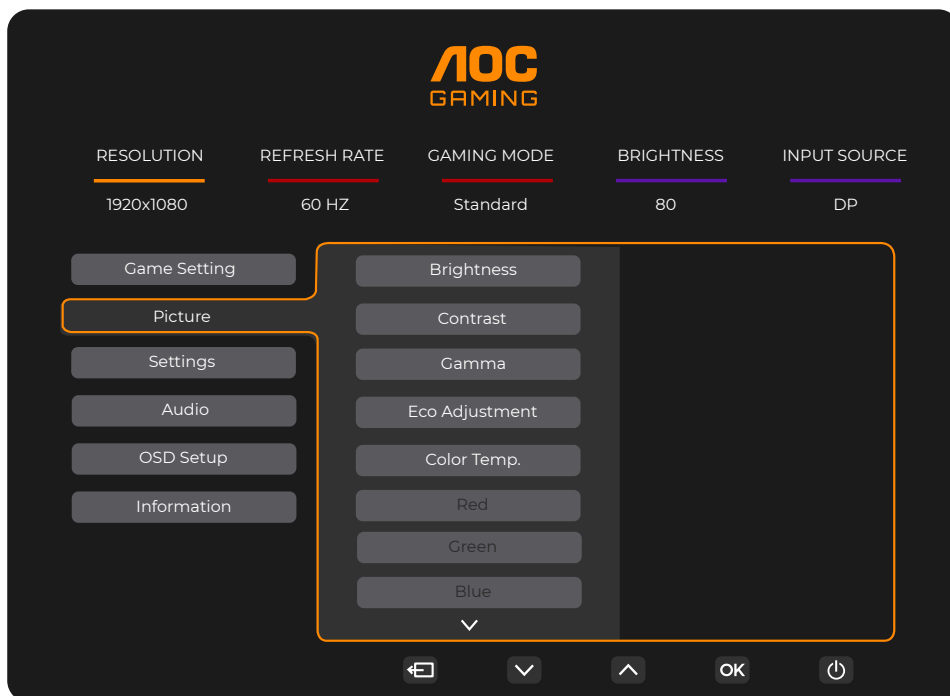 AOC
GAMING
RESOLUTION REFRESH RATE GAMING MODE BRIGHTNESS INPUT SOURCE
1920x1080 60 HZ Standard 80 DP
Game Setting
Picture
Settings
Audio
OSD Setup
Information
Brightness
Contrast
Gamma
Eco Adjustment
Color Temp.
Red
Green
Blue
OK